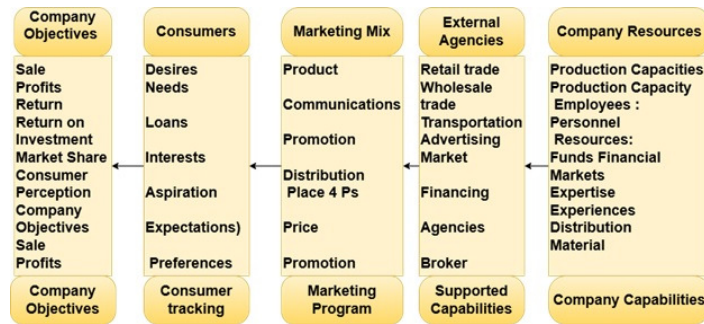 Company
Objectives
Sale
Profits
Return
Return on
Investment
Market Share
Consumer
Perception
Company
Objectives
Sale
Profits
Company
Objectives
Consumers
Desires
Needs
Loans
Interests
Aspiration
Expectations)
Preferences
Consumer
tracking
Marketing Mix
Product
Communications
Promotion
Distribution
Place 4 Ps
Price
Promotion
Marketing
Program
External
Agencies
Retail trade
Wholesale
trade
Transportation
Advertising
Market
Financing
Agencies
Broker
Supported
Capabilities
Company Resources
Production Capacities
Production Capacity
Employees :
Personnel
Resources:
Funds Financial
Markets
Expertise
Experiences
Distribution
Material
Company Capabilities